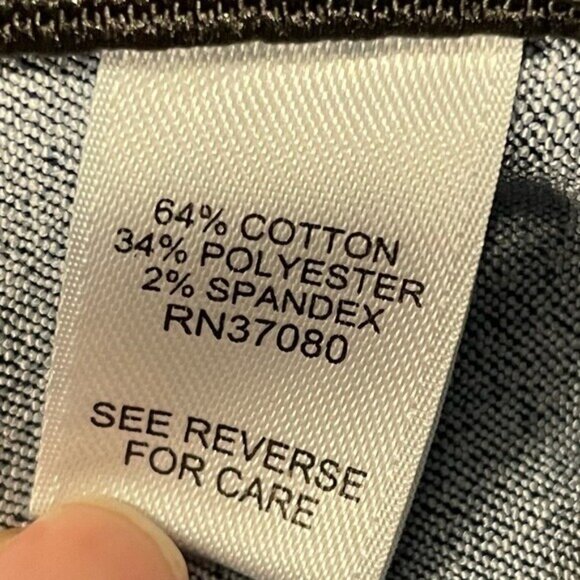 64% COTTON
34% POLYESTER
2% SPANDEX
RN37080
SEE REVERSE
FOR CARE